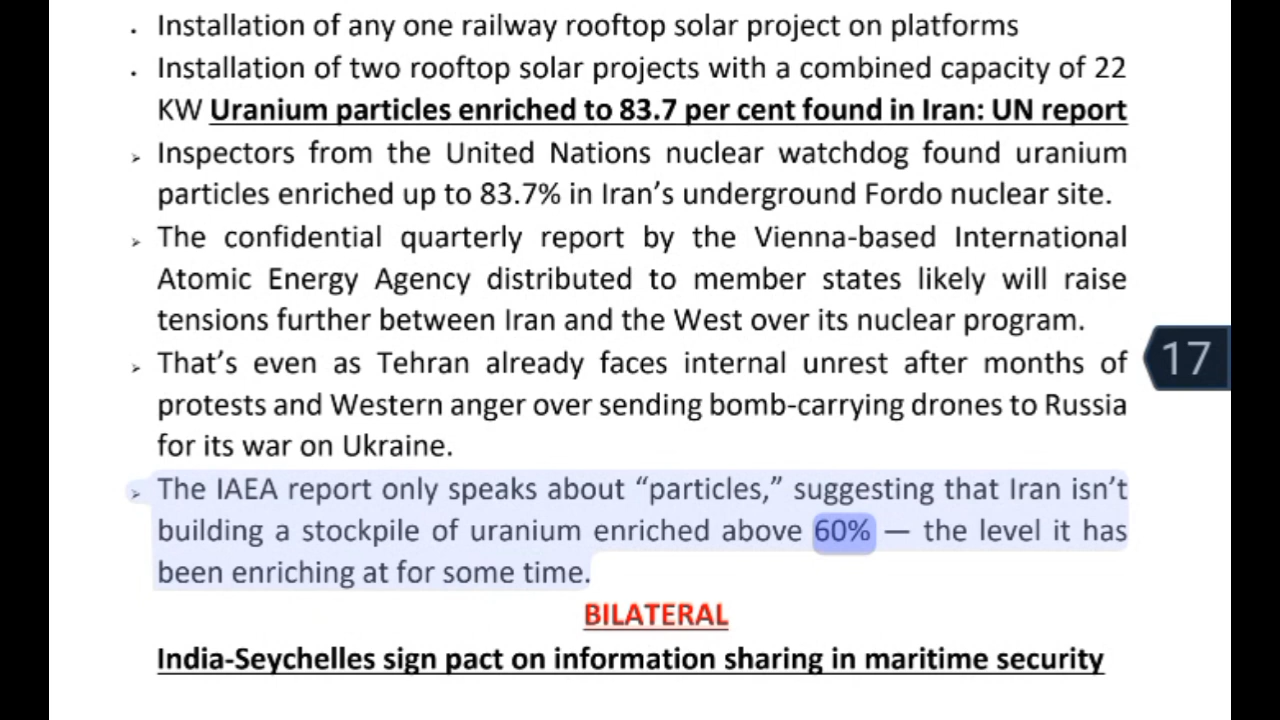 • Installation of any one railway rooftop solar project on platforms
• Installation of two rooftop solar projects with a combined capacity of 22
KW Uranium particles enriched to 83.7 per cent found in Iran: UN report
➢ Inspectors from the United Nations nuclear watchdog found uranium
particles enriched up to 83.7% in Iran’s underground Fordo nuclear site.
➢ The confidential quarterly report by the Vienna-based International
Atomic Energy Agency distributed to member states likely will raise
tensions further between Iran and the West over its nuclear program.
➢ That’s even as Tehran already faces internal unrest after months of
protests and Western anger over sending bomb-carrying drones to Russia
for its war on Ukraine.
➢ The IAEA report only speaks about “particles,” suggesting that Iran isn’t
building a stockpile of uranium enriched above 60% — the level it has
been enriching at for some time.
BILATERAL
India-Seychelles sign pact on information sharing in maritime security
17